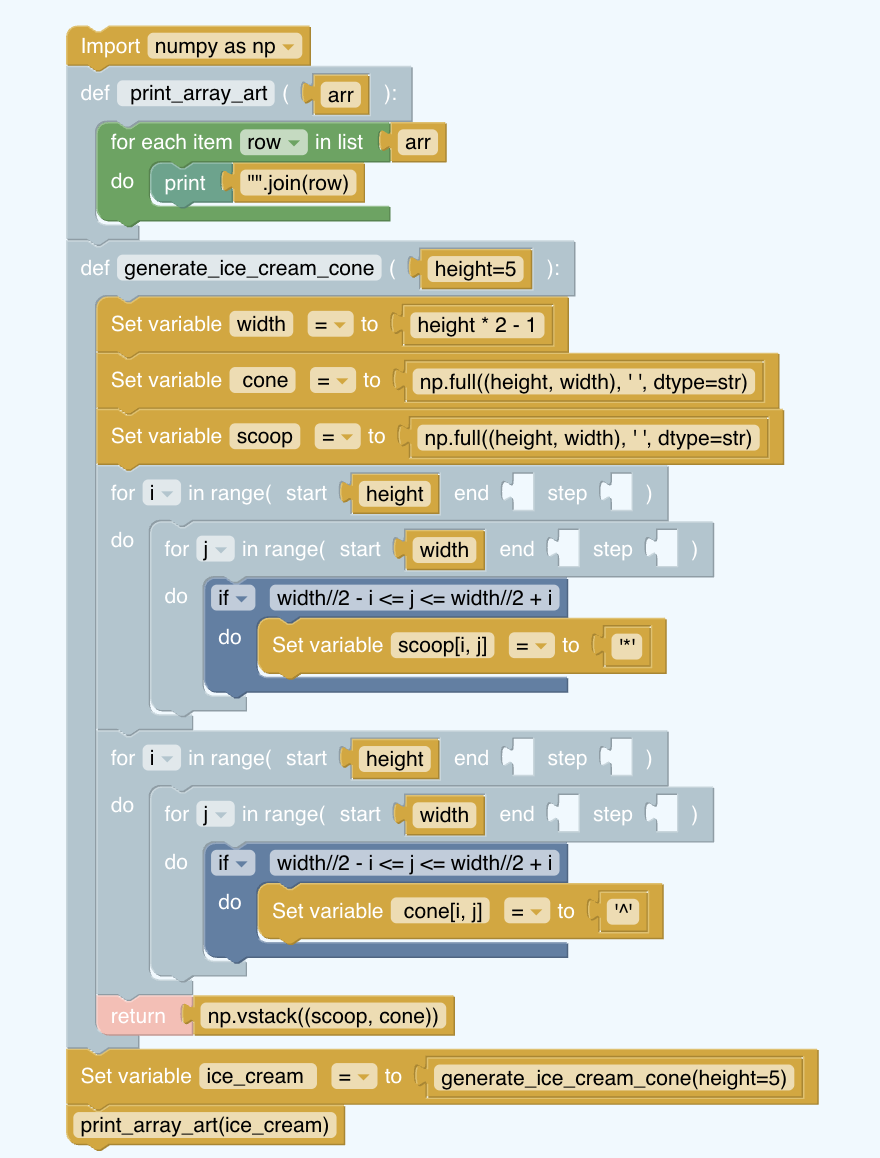 Import numpy as np
def print_array_art ( arr ):
for each item row in list arr
do print "".join(row)
def generate_ice_cream_cone ( height=5 ):
Set variable width = to height * 2 - 1
Set variable cone = to np.full((height, width), ' ', dtype=str)
Set variable scoop = to np.full((height, width), ' ', dtype=str)
for i in range( start height end step )
do for j in range( start width end step )
do if width//2 - i <= j <= width//2 + i
do Set variable scoop[i, j] = to '*'
for i in range( start height end step )
do for j in range( start width end step )
do if width//2 - i <= j <= width//2 + i
do Set variable cone[i, j] = to '^'
return np.vstack((scoop, cone))
Set variable ice_cream = to generate_ice_cream_cone(height=5)
print_array_art(ice_cream)